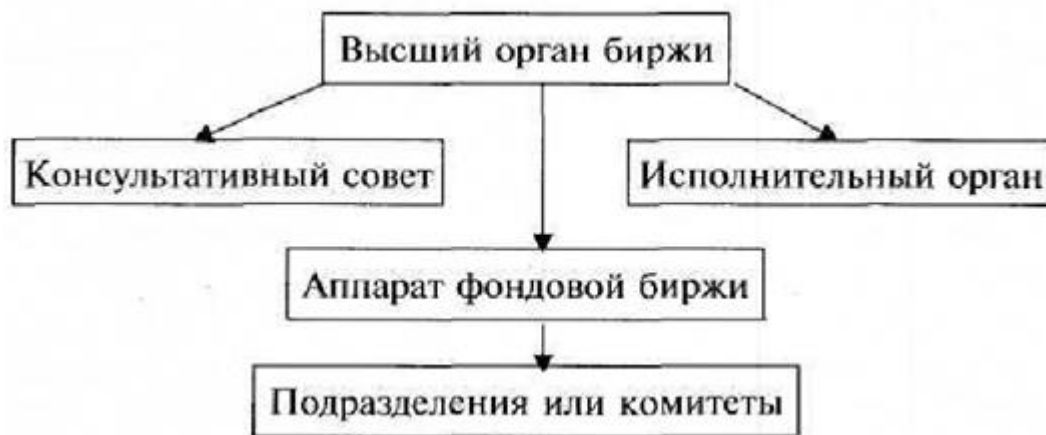 Высший орган биржи
Консультативный совет
Исполнительный орган
Аппарат фондовой биржи
Подразделения или комитеты